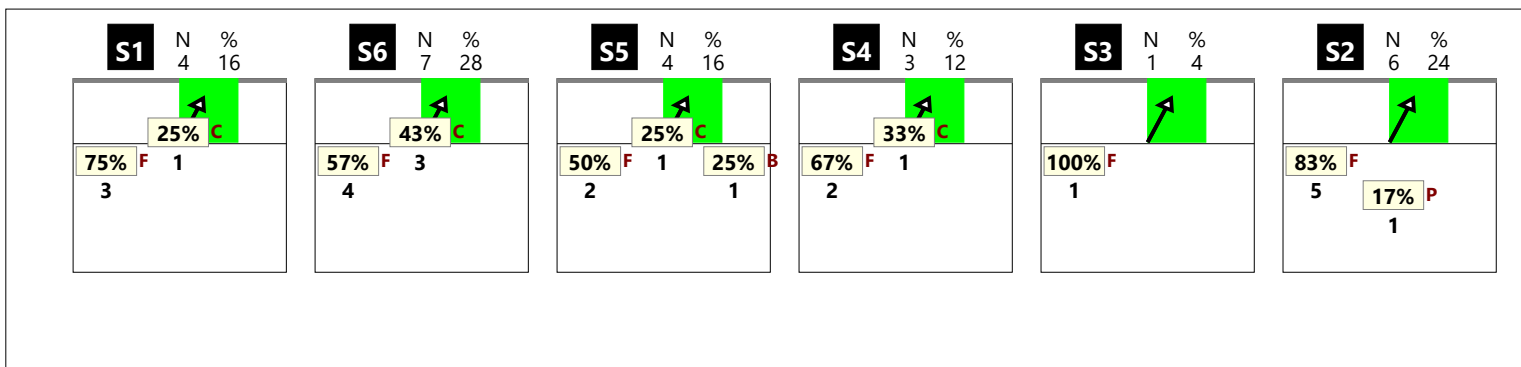 S1 N % 4 16
25% C
75% F 1
3
S6 N % 7 28
43% C
57% F 3
4
S5 N % 4 16
25% C
50% F 1 25% B
2 1
S4 N % 3 12
33% C
67% F 1
2
S3 N % 1 4
100% F
1
S2 N % 6 24
83% F
5 17% P
1